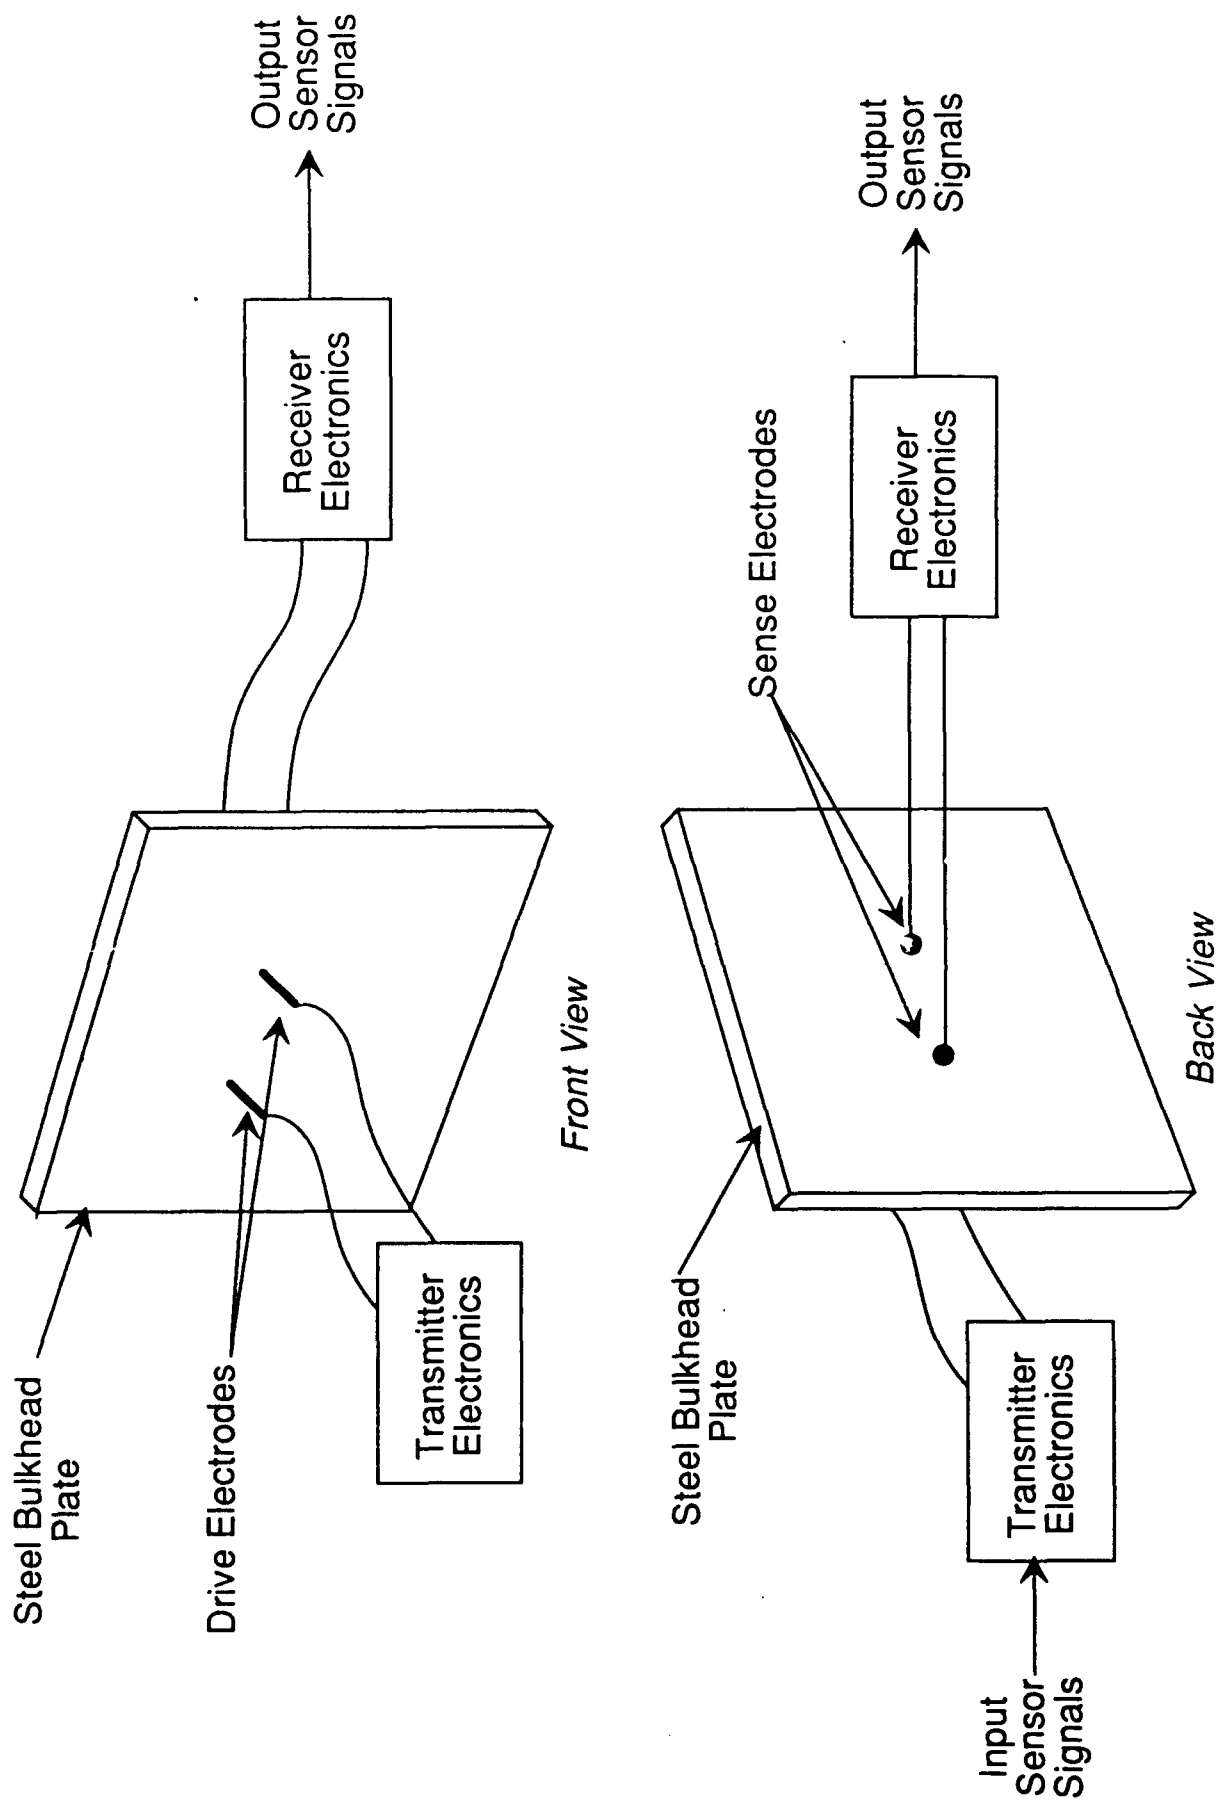 Steel Bulkhead
Plate
Drive Electrodes
Transmitter
Electronics
Receiver
Electronics
Output
Sensor
Signals
Front View
Steel Bulkhead
Plate
Sense Electrodes
Input
Sensor
Signals
Transmitter
Electronics
Receiver
Electronics
Output
Sensor
Signals
Back View